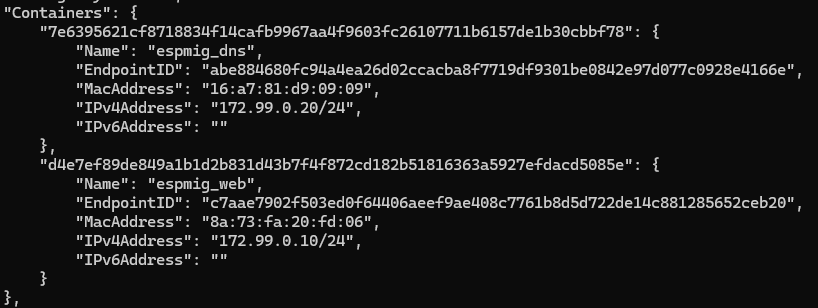 "Containers": {
    "7e6395621cf8718834f14cafb9967aa4f9603fc26107711b6157de1b30cbbf78": {
        "Name": "espmig_dns",
        "EndpointID": "abe884680fc94a4ea26d02ccacba8f7719df9301be0842e97d077c0928e4166e",
        "MacAddress": "16:a7:81:d9:09:09",
        "IPv4Address": "172.99.0.20/24",
        "IPv6Address": ""
    },
    "d4e7ef89de849a1b1d2b831d43b7f4f872cd182b51816363a5927efdacd5085e": {
        "Name": "espmig_web",
        "EndpointID": "c7aae7902f503ed0f64406aeef9ae408c7761b8d5d722de14c881285652ceb20",
        "MacAddress": "8a:73:fa:20:fd:06",
        "IPv4Address": "172.99.0.10/24",
        "IPv6Address": ""
    }
},